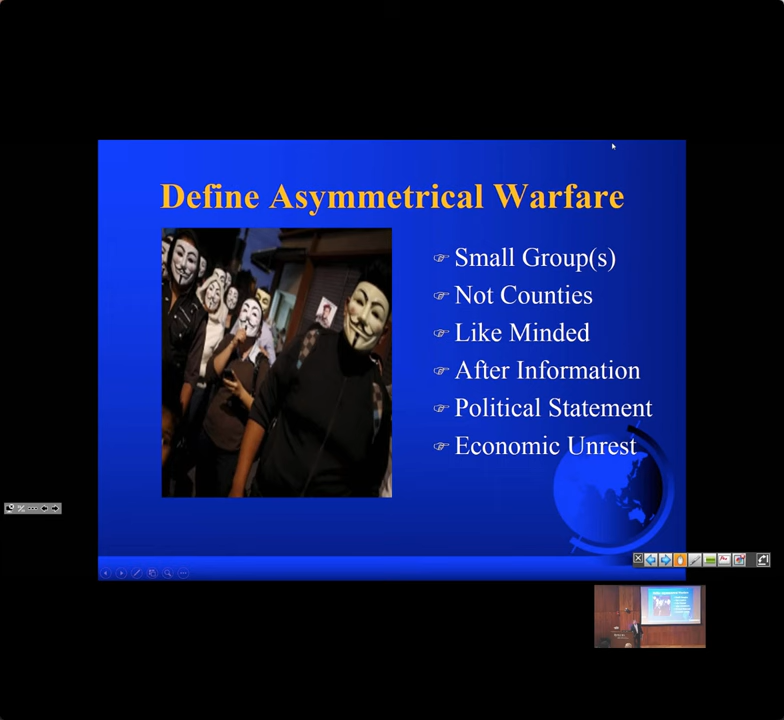 Define Asymmetrical Warfare
Small Group(s)
Not Counties
Like Minded
After Information
Political Statement
Economic Unrest